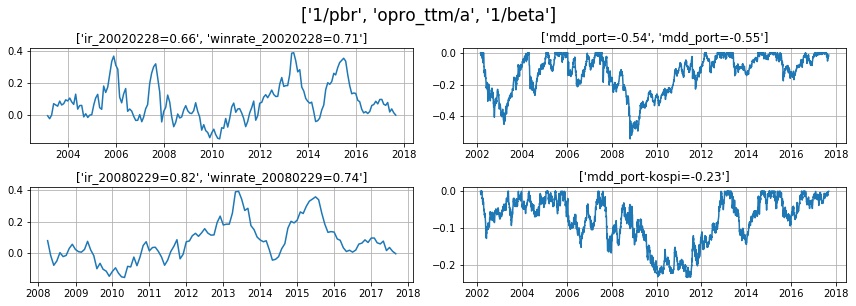 ['1/pbr', 'opro_ttm/a', '1/beta']
['ir_20020228=0.66', 'winrate_20020228=0.71']
0.4
0.2
0.0
2004 2006 2008 2010 2012 2014 2016 2018
['mdd_port=-0.54', 'mdd_port=-0.55']
0.0
−0.2
−0.4
2002 2004 2006 2008 2010 2012 2014 2016 2018
['ir_20080229=0.82', 'winrate_20080229=0.74']
0.4
0.2
0.0
2008 2009 2010 2011 2012 2013 2014 2015 2016 2017 2018
['mdd_port-kospi=-0.23']
0.0
−0.1
−0.2
2002 2004 2006 2008 2010 2012 2014 2016 2018